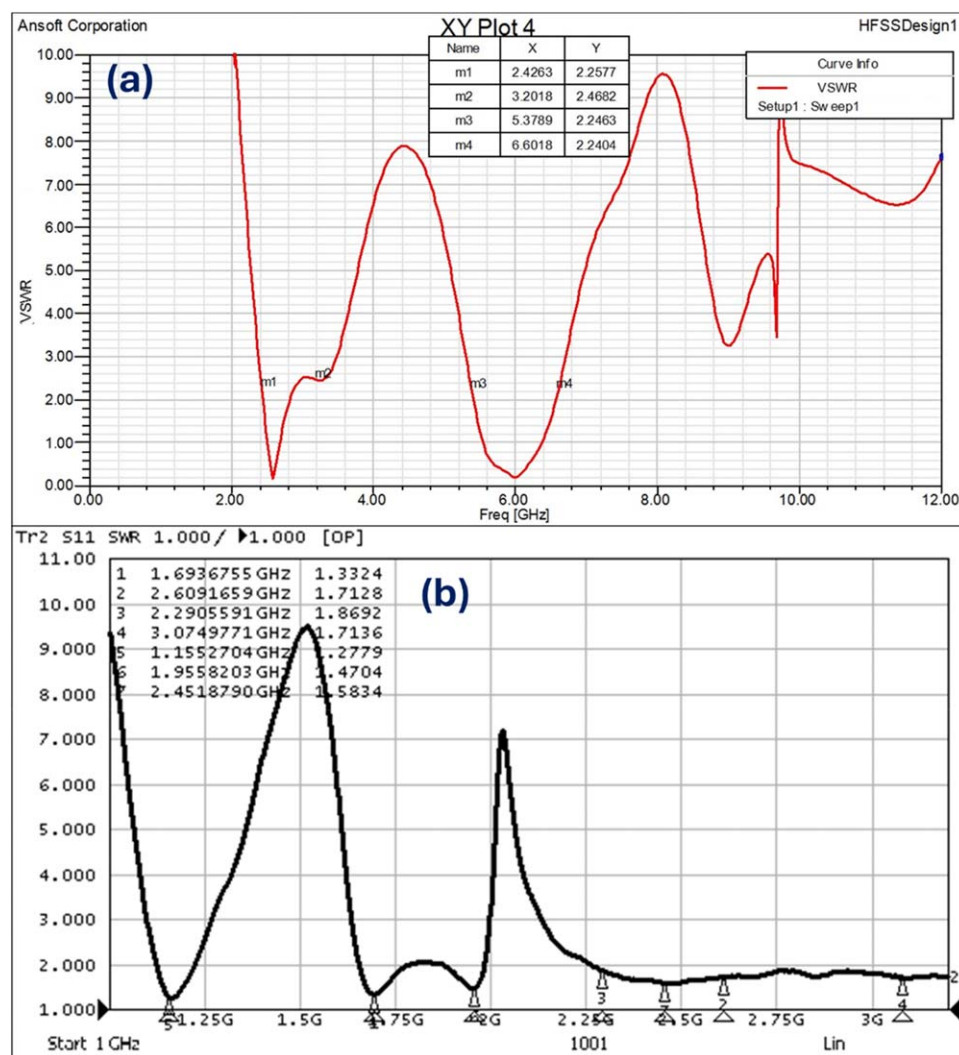 Ansoft Corporation
XY Plot 4
HFSSDesign1
(a)
Name X Y
m1 2.4263 2.2577
m2 3.2018 2.4682
m3 5.3789 2.2463
m4 6.6018 2.2404
Curve Info
VSWR
Setup1 : Sweep1
10.00
9.00
8.00
7.00
6.00
5.00
4.00
3.00
2.00
1.00
0.00
VSWR
m1
m2
m3
m4
0.00 2.00 4.00 6.00 8.00 10.00 12.00
Freq [GHz]
Tr2 S11 SWR 1.000/ ▶1.000 [OP]
(b)
1 1.6936755 GHz 1.3324
2 2.6091659 GHz 1.7128
3 2.2905591 GHz 1.8692
4 3.0749771 GHz 1.7136
5 1.1552704 GHz 1.2779
6 1.9558203 GHz 1.4704
7 2.4518790 GHz 1.5834
11.00
10.00
9.000
8.000
7.000
6.000
5.000
4.000
3.000
2.000
1.000
3
2
4
2
1.25G 1.5G 2G 2.75G 3G
Start 1 GHz 1001 Lin